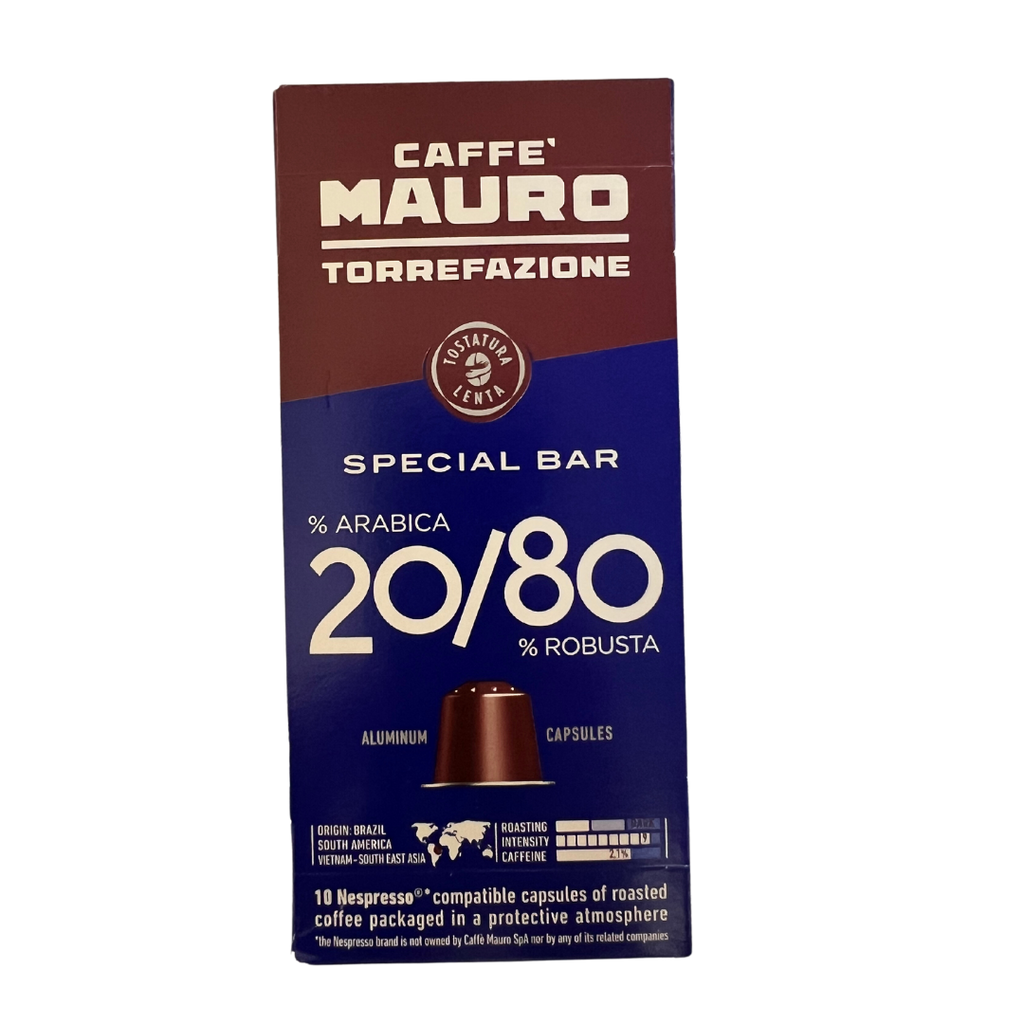 CAFFE`
MAURO
TORREFAZIONE
TOSTATURA
LENTA
SPECIAL BAR
% ARABICA
20/80
% ROBUSTA
ALUMINUM CAPSULES
ORIGIN: BRAZIL
SOUTH AMERICA
VIETNAM - SOUTH EAST ASIA
ROASTING DARK
INTENSITY 9
CAFFEINE 2.1%
10 Nespresso®* compatible capsules of roasted
coffee packaged in a protective atmosphere
*the Nespresso brand is not owned by Caffè Mauro SpA nor by any of its related companies